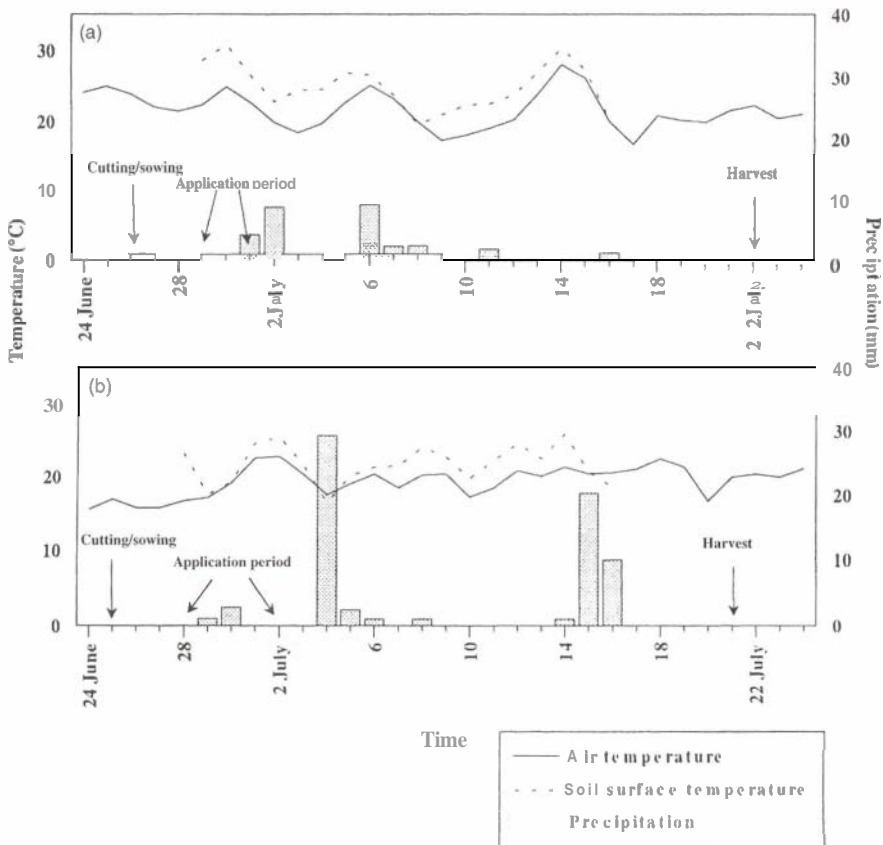 (a)
40
30
30
20
20
10
10
0
0
Cutting/sowing
Application period
Harvest
Temperature (°C)
Precipitation (mm)
24 June
28
2 July
6
10
14
18
(b)
40
30
30
20
20
10
10
0
0
Cutting/sowing
Application period
Harvest
24 June
28
2 July
6
10
14
18
22 July
Time
Air temperature
Soil surface temperature
Precipitation